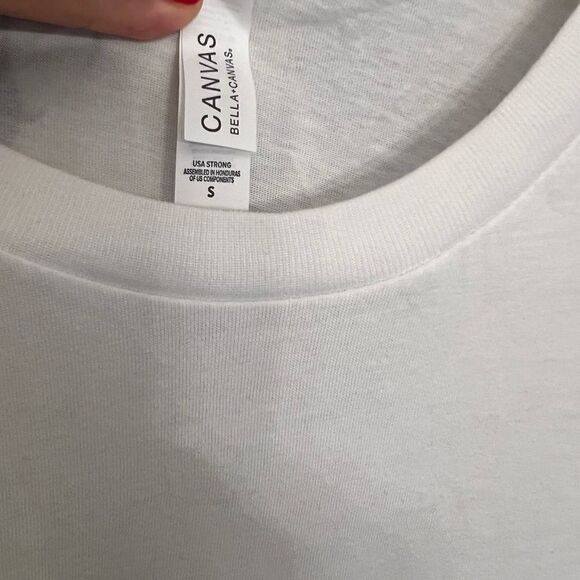 CANVAS
BELLA+CANVAS®
USA STRONG
ASSEMBLED IN HONDURAS
OF US COMPONENTS
S